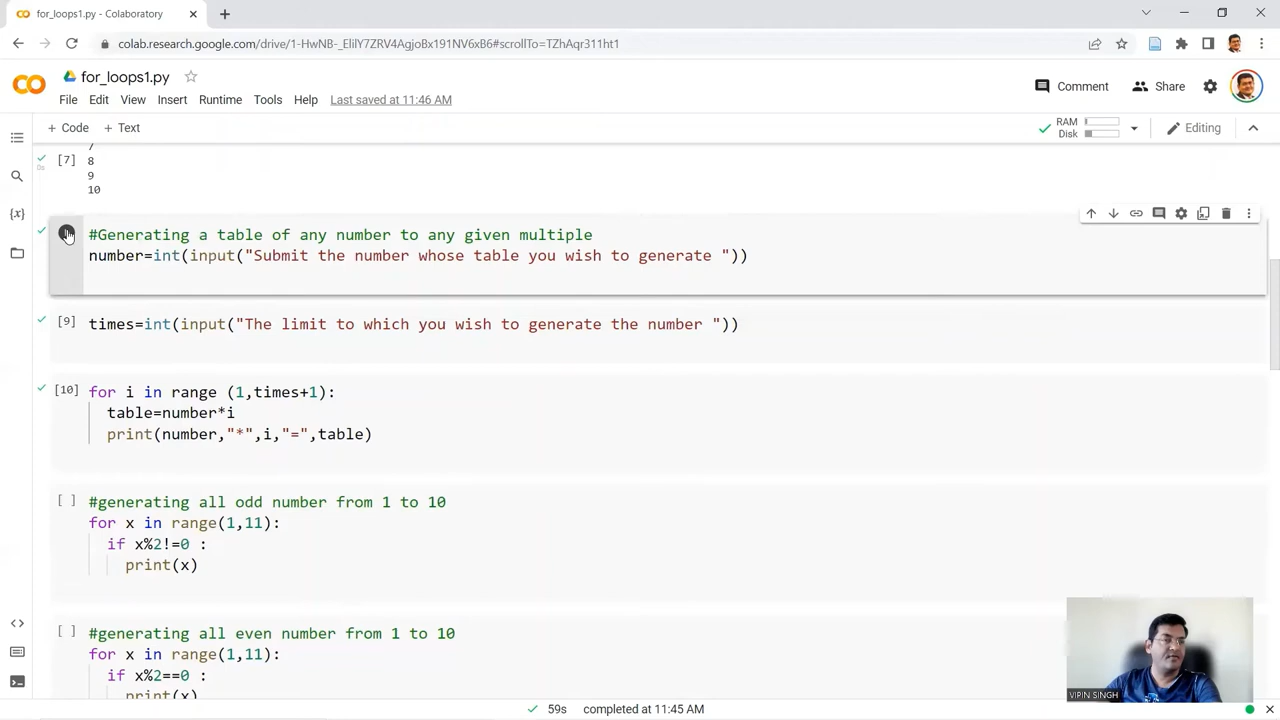 for_loops1.py - Colaboratory
colab.research.google.com/drive/1-HwNB-_ElilY7ZRV4AgjoBx191NV6xB6#scrollTo=TZhAqr311ht1
for_loops1.py
File Edit View Insert Runtime Tools Help Last saved at 11:46 AM
Comment Share
+ Code + Text
RAM
Disk
Editing
7
[7] 8
9
10
#Generating a table of any number to any given multiple
number=int(input("Submit the number whose table you wish to generate "))
[9] times=int(input("The limit to which you wish to generate the number "))
[10] for i in range (1,times+1):
table=number*i
print(number,"*",i,"=",table)
[ ] #generating all odd number from 1 to 10
for x in range(1,11):
if x%2!=0 :
print(x)
[ ] #generating all even number from 1 to 10
for x in range(1,11):
if x%2==0 :
print(x)
VIPIN SINGH
59s completed at 11:45 AM